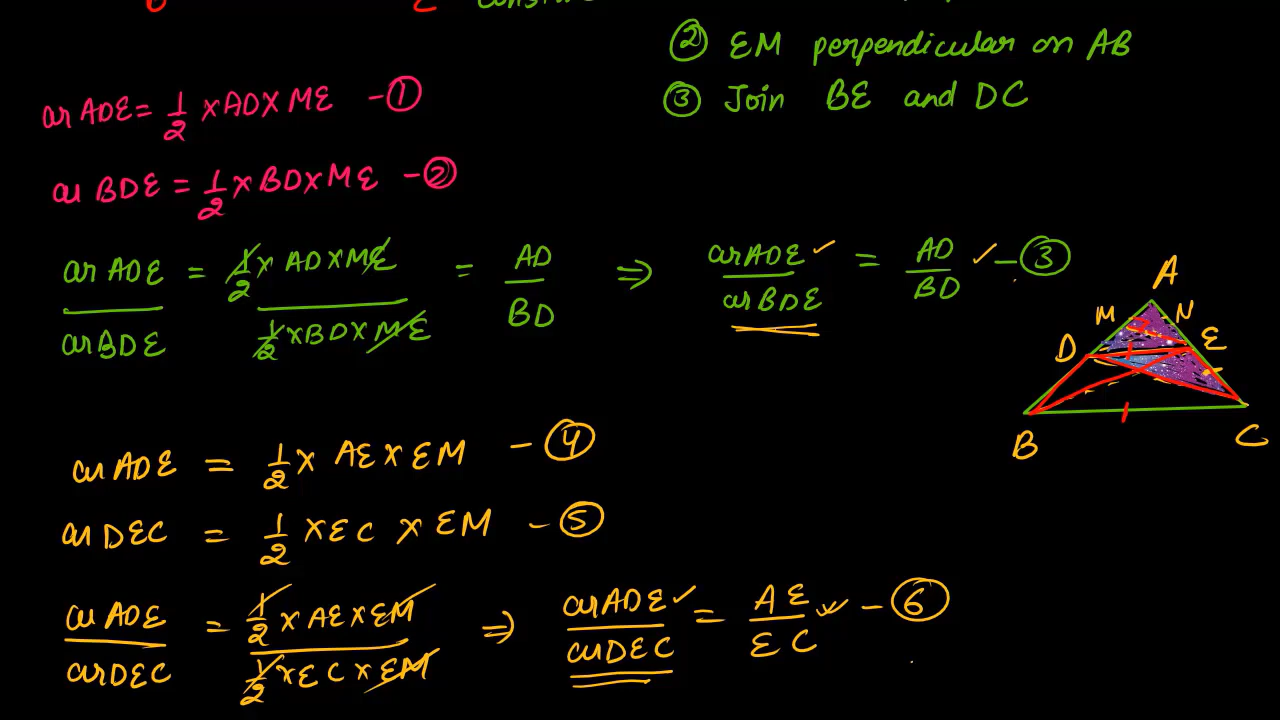 ② EM perpendicular on AB
③ Join BE and DC
ar ADE = 1/2 × AD × ME - ①
ar BDE = 1/2 × BD × ME - ②
ar ADE / ar BDE = 1/2 × AD × ME / 1/2 × BD × ME = AD / BD ⇒ ar ADE / ar BDE = AD / BD - ③
A
M N
D E
B C
ar ADE = 1/2 × AE × EM - ④
ar DEC = 1/2 × EC × EM - ⑤
ar ADE / ar DEC = 1/2 × AE × EM / 1/2 × EC × EM ⇒ ar ADE / ar DEC = AE / EC - ⑥